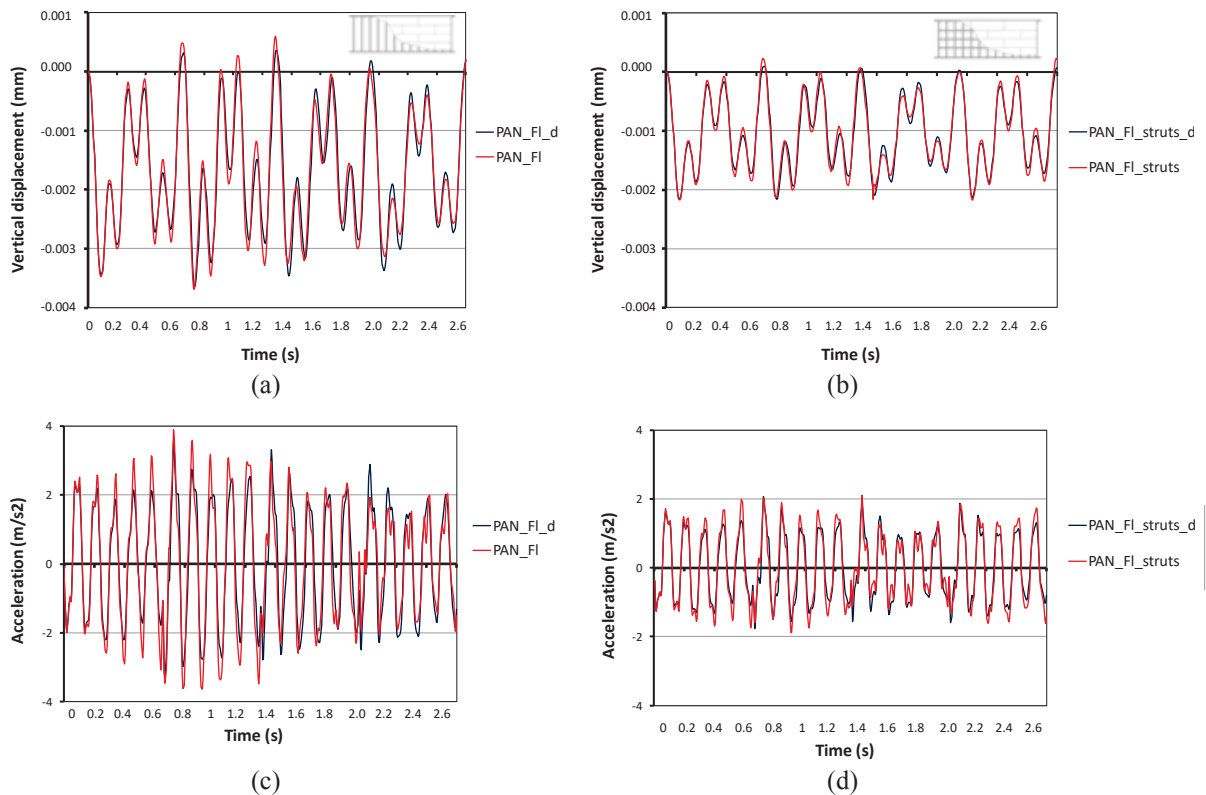 0.001
0.000
-0.001
-0.002
-0.003
-0.004
Vertical displacement (mm)
0 0.2 0.4 0.6 0.8 1 1.2 1.4 1.6 1.8 2.0 2.2 2.4 2.6
Time (s)
PAN_Fl_d
PAN_Fl
(a)
0.001
0.000
-0.001
-0.002
-0.003
-0.004
Vertical displacement (mm)
0 0.2 0.4 0.6 0.8 1 1.2 1.4 1.6 1.8 2.0 2.2 2.4 2.6
Time (s)
PAN_Fl_struts_d
PAN_Fl_struts
(b)
4
2
0
-2
-4
Acceleration (m/s2)
0 0.2 0.4 0.6 0.8 1 1.2 1.4 1.6 1.8 2.0 2.2 2.4 2.6
Time (s)
PAN_Fl_d
PAN_Fl
(c)
4
2
0
-2
-4
Acceleration (m/s2)
0 0.2 0.4 0.6 0.8 1 1.2 1.4 1.6 1.8 2.0 2.2 2.4 2.6
Time (s)
PAN_Fl_struts_d
PAN_Fl_struts
(d)